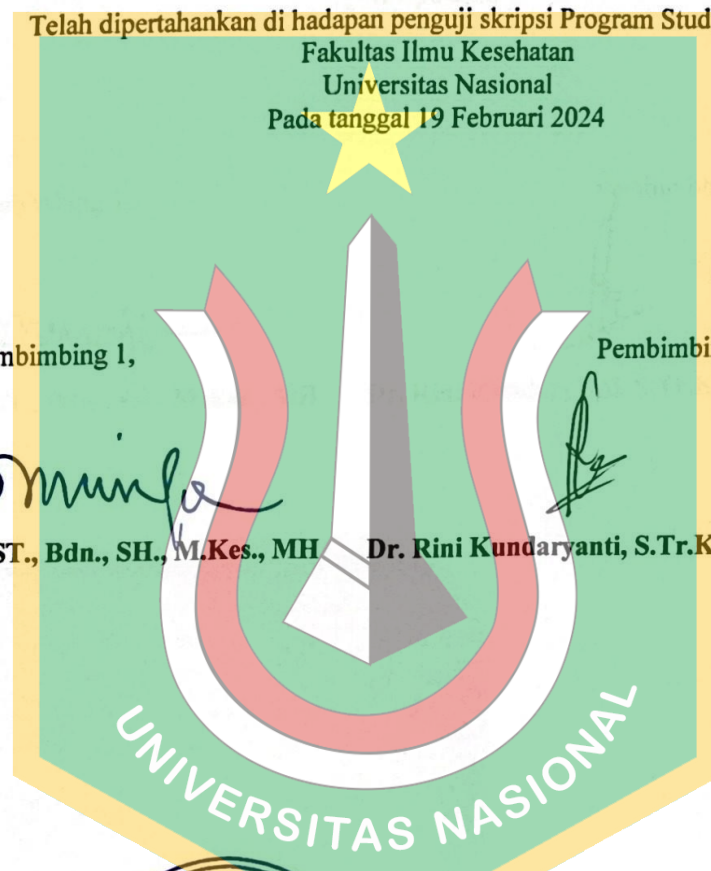 Telah dipertahankan di hadapan penguji skripsi Program Stud
Fakultas Ilmu Kesehatan
Universitas Nasional
Pada tanggal 19 Februari 2024
mbimbing 1,
Pembimbi
ST., Bdn., SH., M.Kes., MH
Dr. Rini Kundaryanti, S.Tr.K
UNIVERSITAS NASIONAL